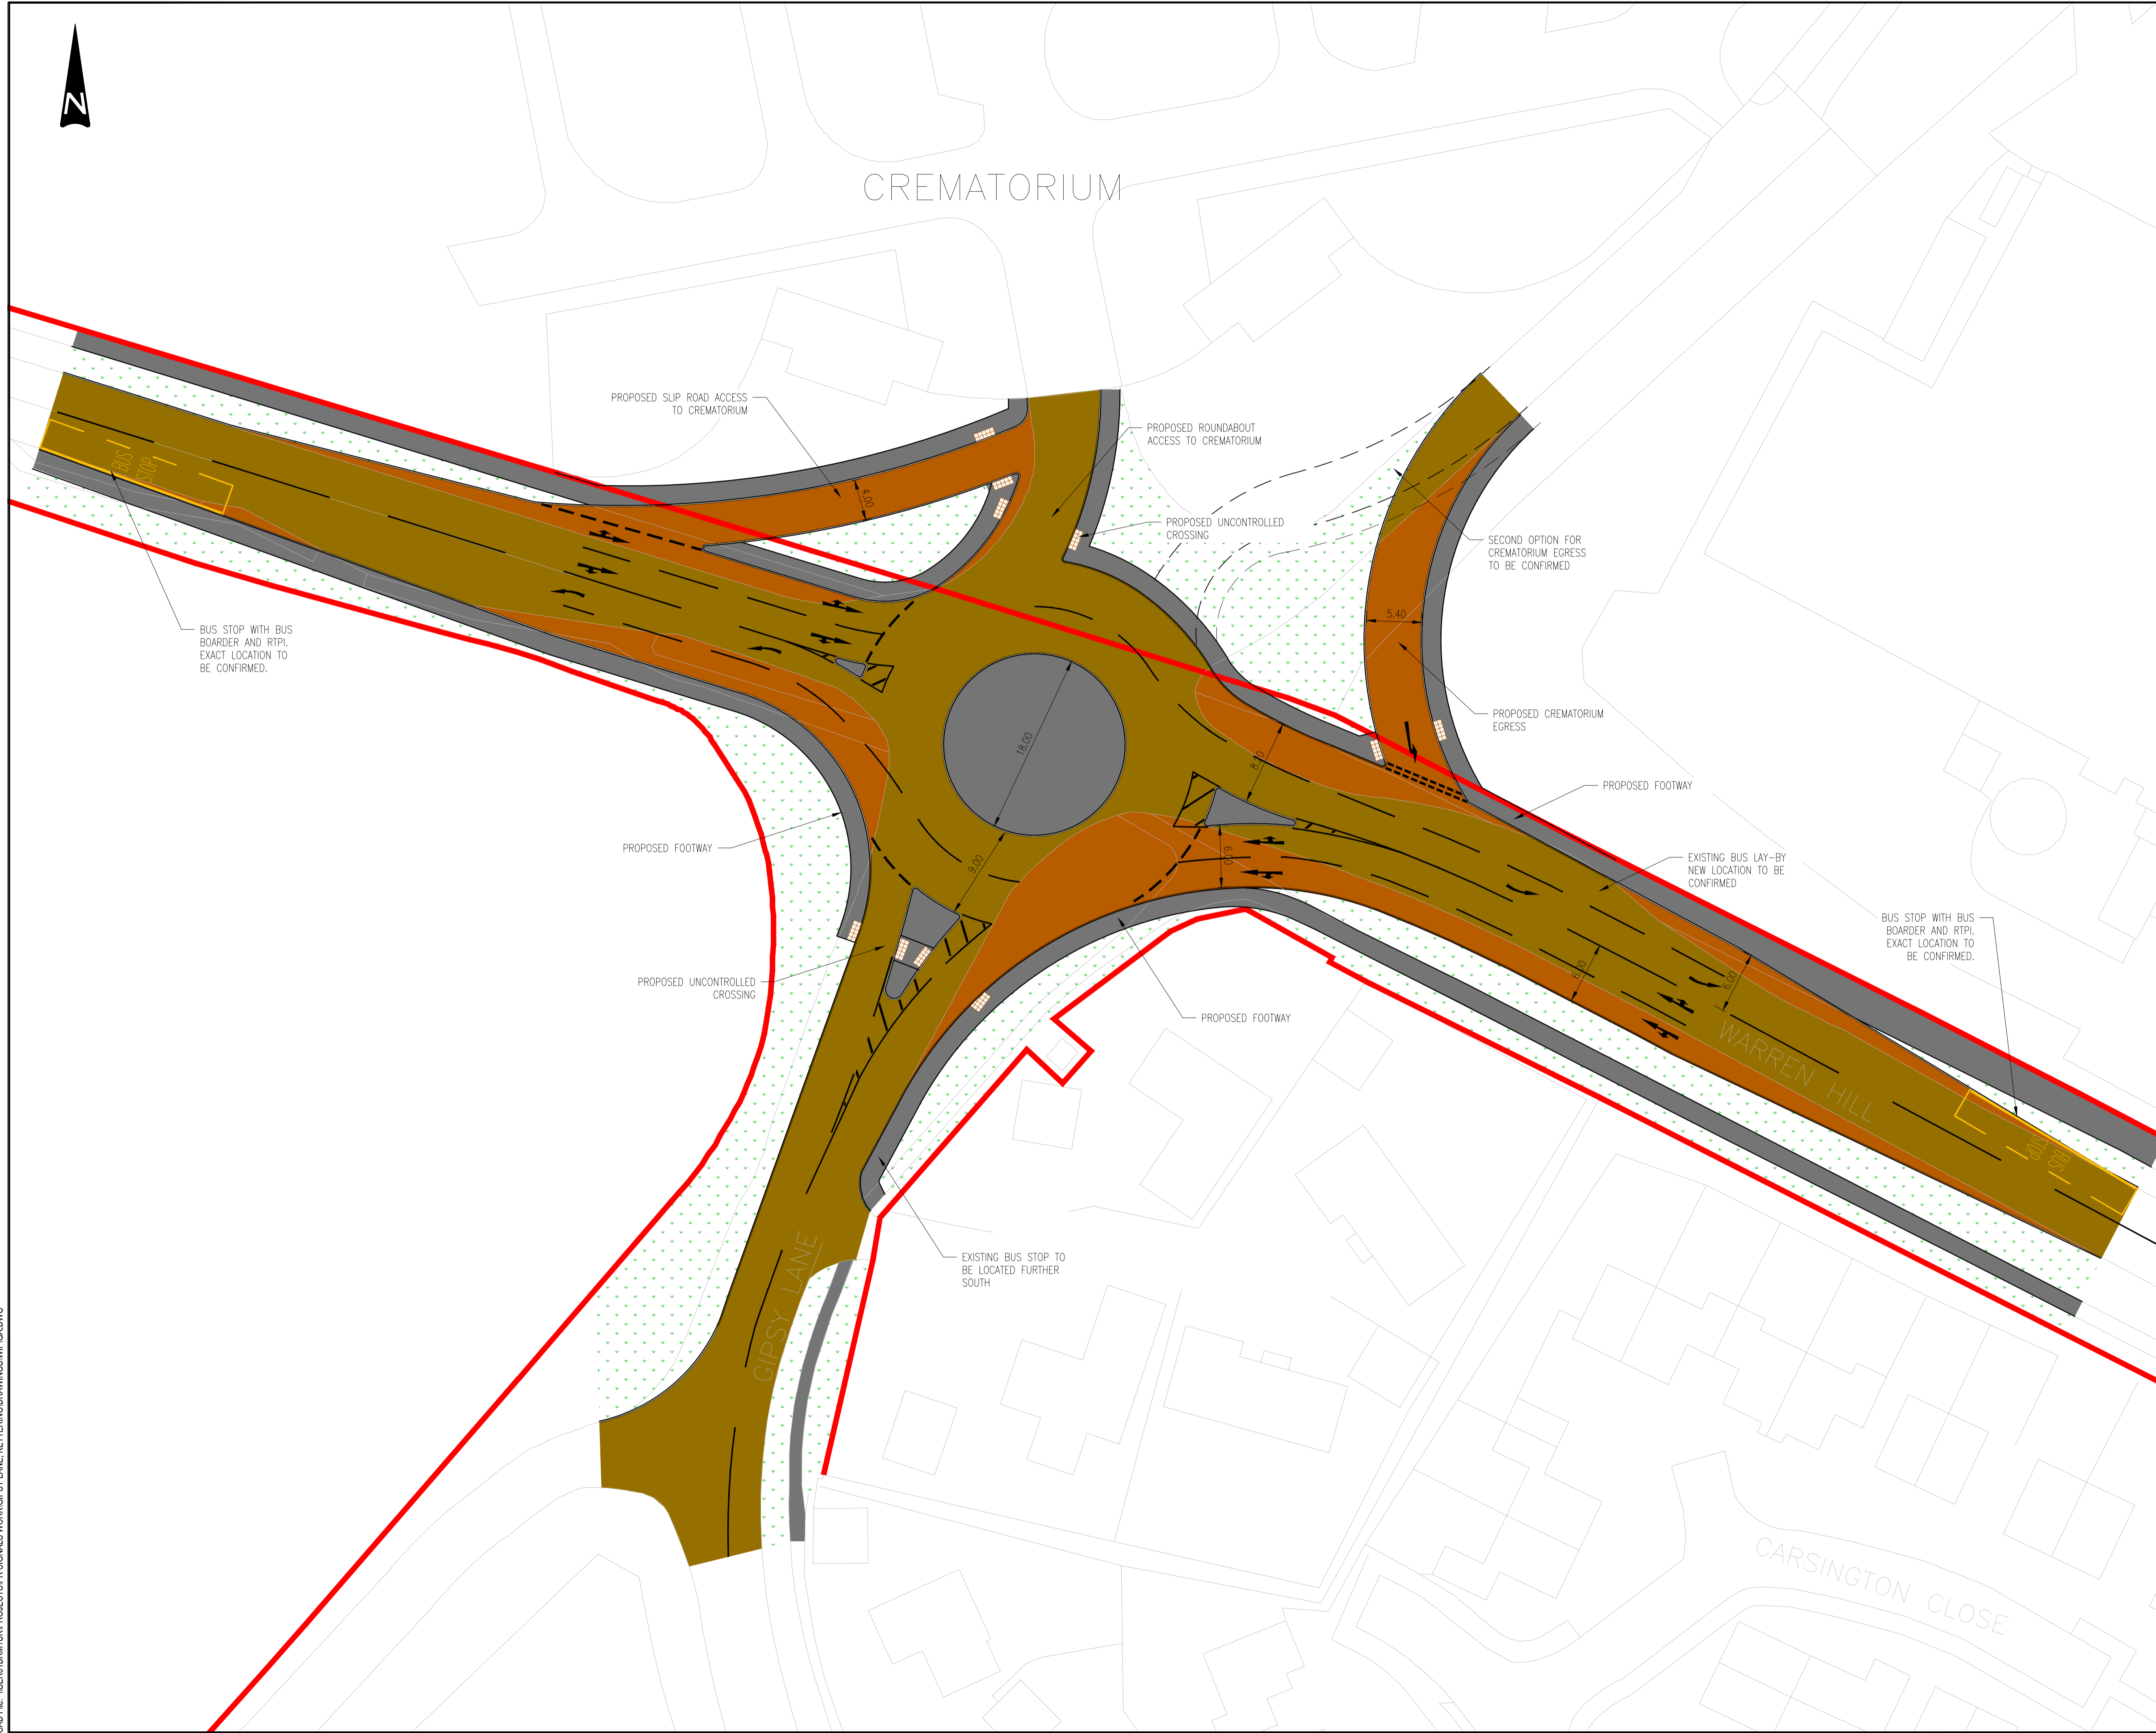 N
CREMATORIUM
PROPOSED SLIP ROAD ACCESS
TO CREMATORIUM
PROPOSED ROUNDABOUT
ACCESS TO CREMATORIUM
BUS
STOP
4.00
PROPOSED UNCONTROLLED
CROSSING
SECOND OPTION FOR
CREMATORIUM EGRESS
TO BE CONFIRMED
5.40
BUS STOP WITH BUS
BOARDER AND RTPI.
EXACT LOCATION TO
BE CONFIRMED.
PROPOSED CREMATORIUM
EGRESS
18.00
PROPOSED FOOTWAY
PROPOSED FOOTWAY
9.00
6.00
EXISTING BUS LAY-BY
NEW LOCATION TO BE
CONFIRMED
BUS STOP WITH BUS
BOARDER AND RTPI.
EXACT LOCATION TO
BE CONFIRMED.
PROPOSED UNCONTROLLED
CROSSING
6.00
PROPOSED FOOTWAY
WARREN HILL
BUS
STOP
EXISTING BUS STOP TO
BE LOCATED FURTHER
SOUTH
GIPSY LANE
CARSINGTON CLOSE